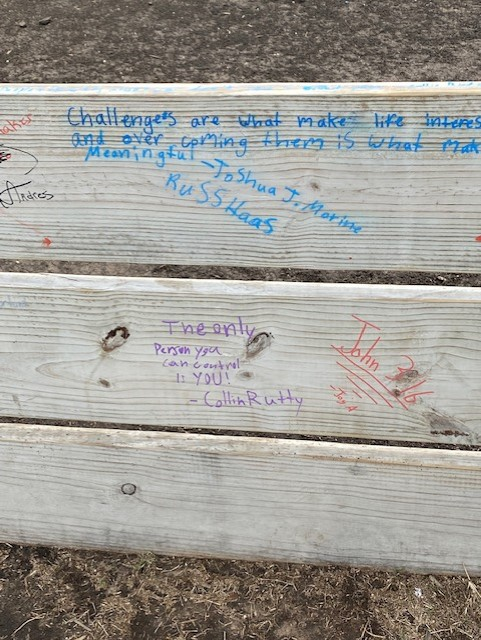 Challenges are what make life interes
and over coming them is what mak
Meaningful - Joshua J. Marine
Russ Haas
Andres
The only
Person you
can control
is YOU!
- Collin Rutty
John 3:16